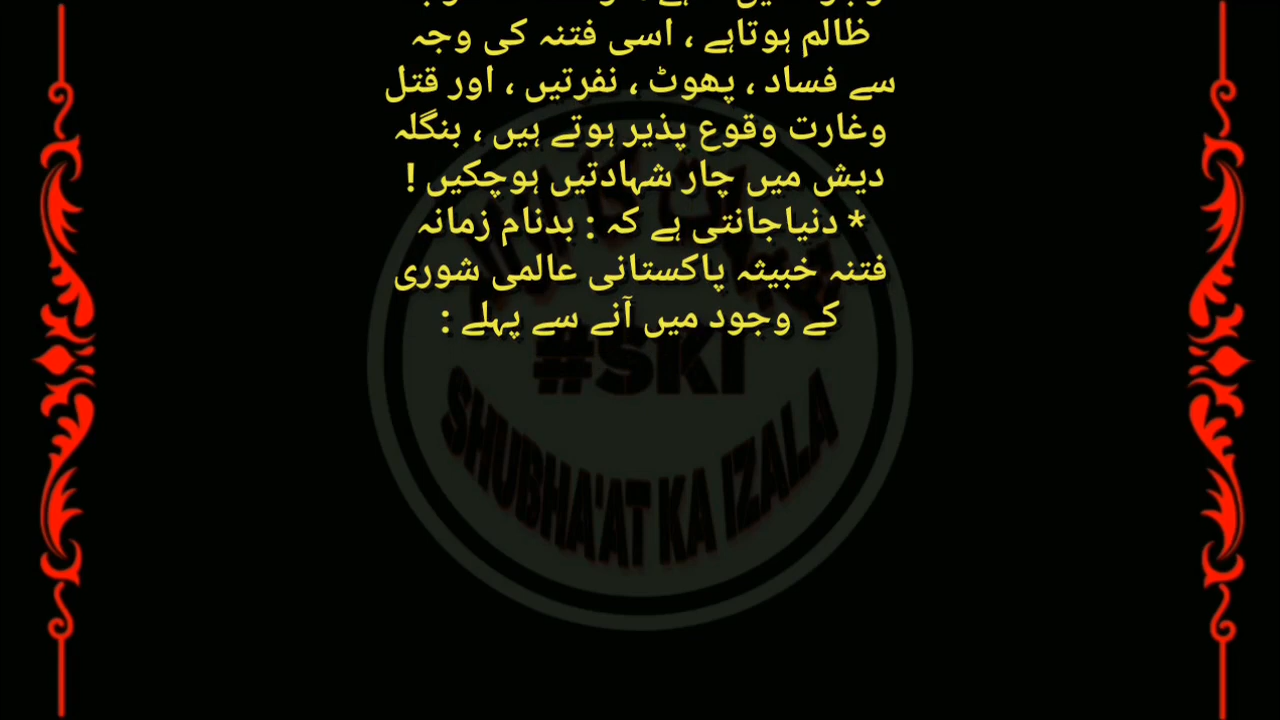 ظالم ہوتاہے ، اسی فتنہ کی وجہ
سے فساد ، پھوٹ ، نفرتیں ، اور قتل
وغارت وقوع پذیر ہوتے ہیں ، بنگلہ
دیش میں چار شہادتیں ہوچکیں !
* دنیاجانتی ہے کہ : بدنام زمانہ
فتنہ خبیثہ پاکستانی عالمی شوری
کے وجود میں آنے سے پہلے :
#SKI
SHUBHA'AT KA IZALA